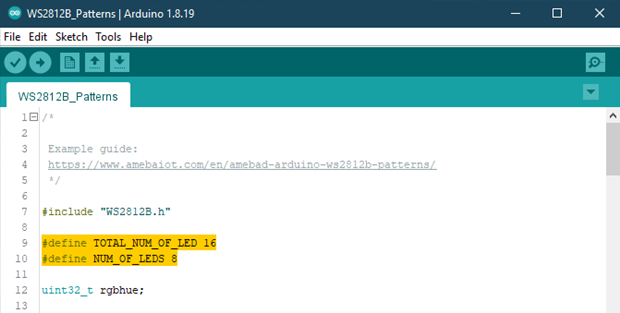 WS2812B_Patterns | Arduino 1.8.19
File Edit Sketch Tools Help
WS2812B_Patterns
1 /*
2
3 Example guide:
4 https://www.amebaiot.com/en/amebad-arduino-ws2812b-patterns/
5 */
6
7 #include "WS2812B.h"
8
9 #define TOTAL_NUM_OF_LED 16
10 #define NUM_OF_LEDS 8
11
12 uint32_t rgbhue;
13